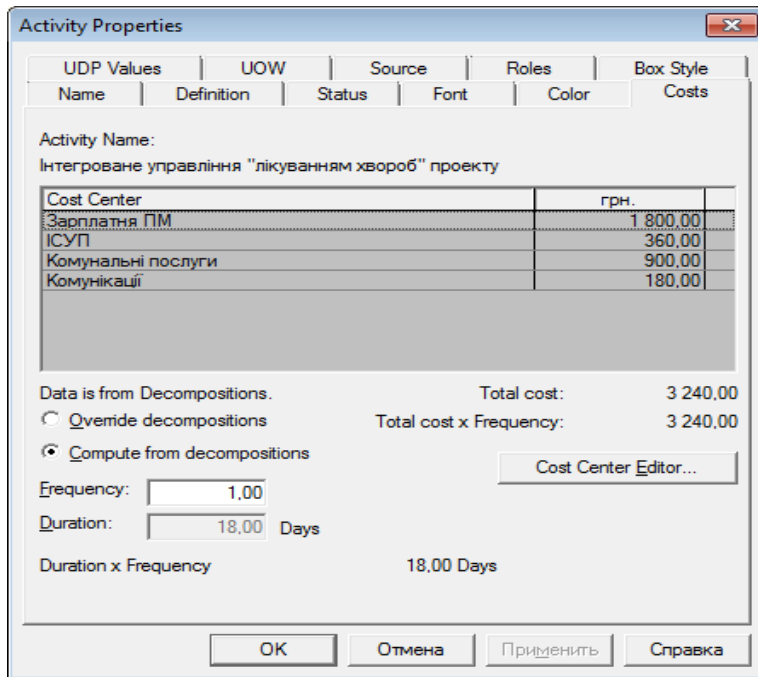 Activity Properties
UDP Values UOW Source Roles Box Style
Name Definition Status Font Color Costs
Activity Name:
Інтегроване управління "лікуванням хвороб" проекту
Cost Center грн.
Зарплатня ПМ 1 800,00
ІСУП 360,00
Комунальні послуги 900,00
Комунікації 180,00
Data is from Decompositions. Total cost: 3 240,00
Override decompositions Total cost x Frequency: 3 240,00
Compute from decompositions
Cost Center Editor...
Frequency: 1,00
Duration: 18,00 Days
Duration x Frequency 18,00 Days
OK Отмена Применить Справка